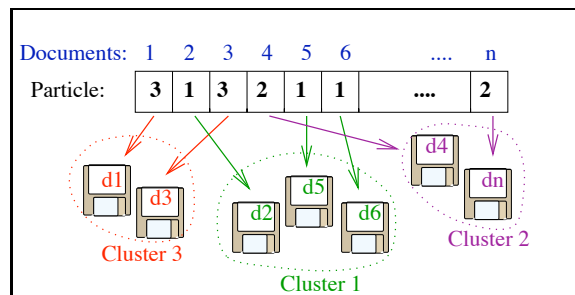 Documents: 1 2 3 4 5 6 .... n
Particle: 3 1 3 2 1 1 .... 2
d1 d3 d2 d5 d6 d4 dn
Cluster 3
Cluster 1
Cluster 2